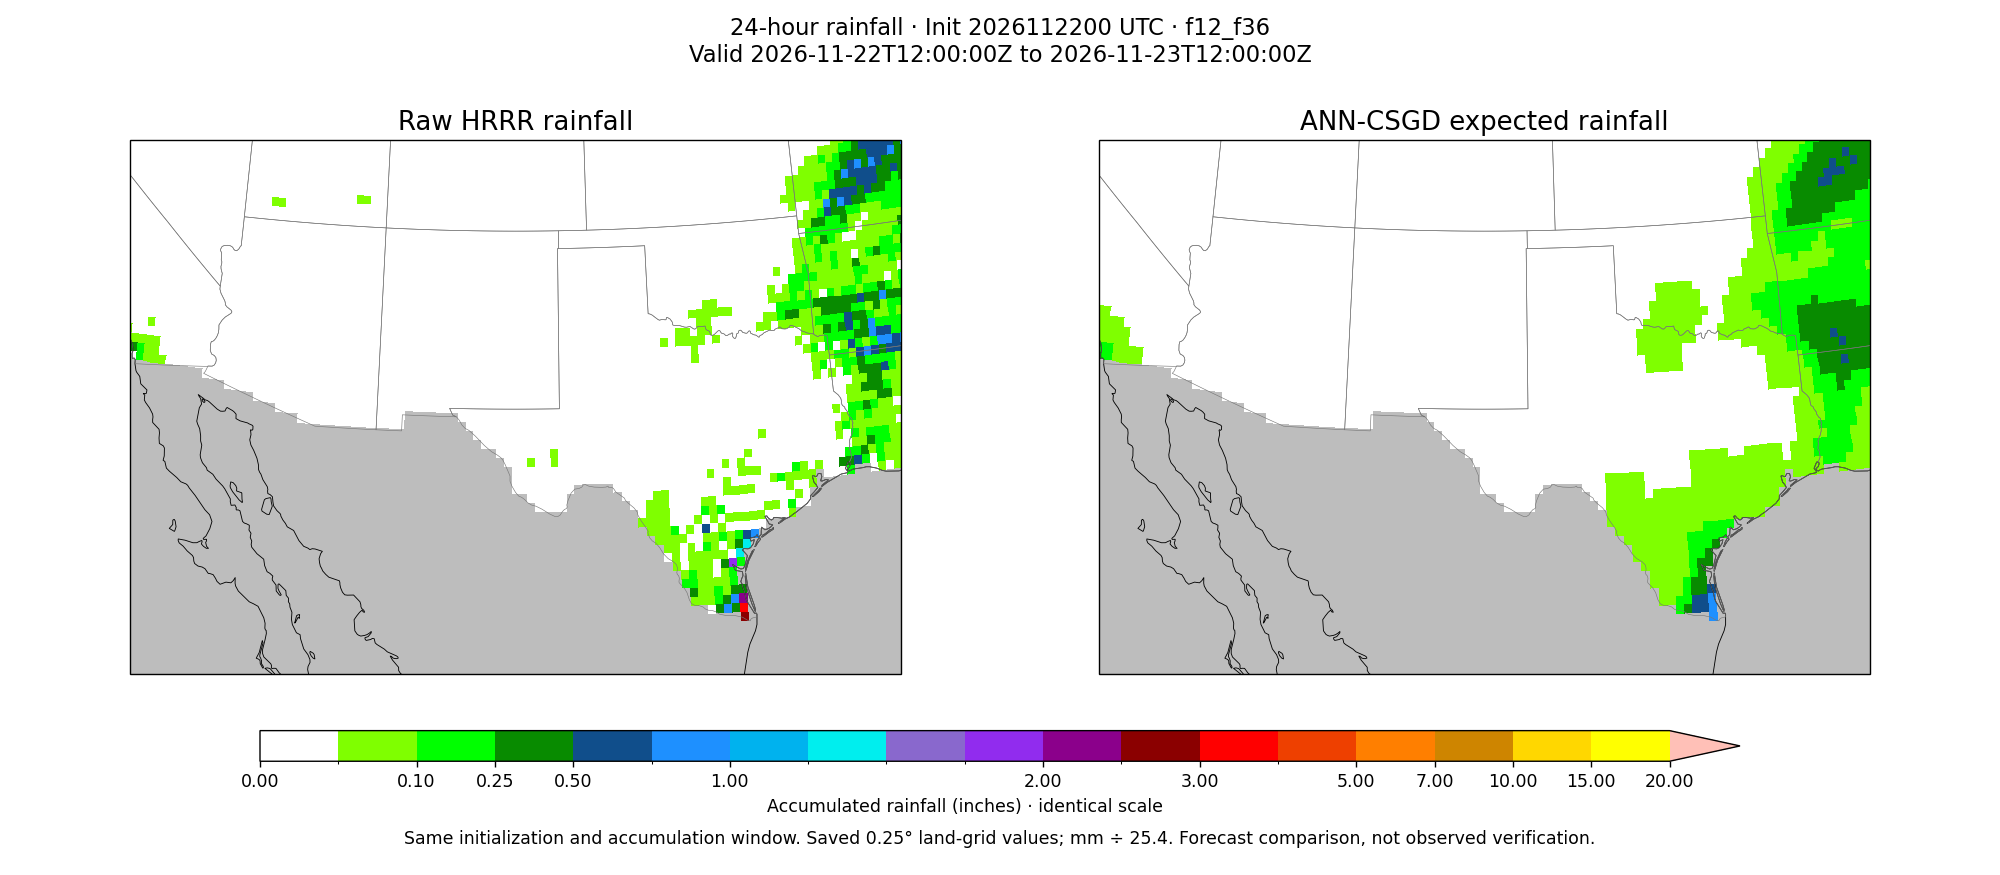 24-hour rainfall · Init 2026112200 UTC · f12_f36
Valid 2026-11-22T12:00:00Z to 2026-11-23T12:00:00Z
Raw HRRR rainfall
ANN-CSGD expected rainfall
0.00 0.10 0.25 0.50 1.00 2.00 3.00 5.00 7.00 10.00 15.00 20.00
Accumulated rainfall (inches) · identical scale
Same initialization and accumulation window. Saved 0.25° land-grid values; mm ÷ 25.4. Forecast comparison, not observed verification.